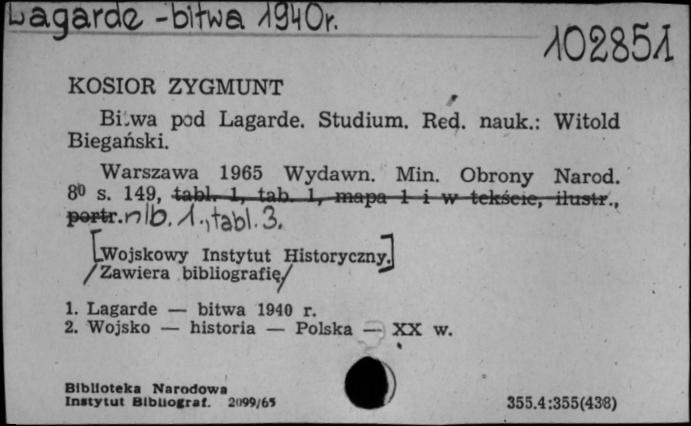 Lagarde - bitwa 1940r.
102851
KOSIOR ZYGMUNT
Bitwa pod Lagarde. Studium. Red. nauk.: Witold
Biegański.
Warszawa 1965 Wydawn. Min. Obrony Narod.
8⁰ s. 149, tabl. 1, tab. 1, mapa 1 i w tekście, ilustr.,
portr. nlb. 1., tabl. 3.
[Wojskowy Instytut Historyczny.]
/Zawiera bibliografię/
1. Lagarde — bitwa 1940 r.
2. Wojsko — historia — Polska — XX w.
Biblioteka Narodowa
Instytut Bibliograf. 2099/65
355.4:355(438)